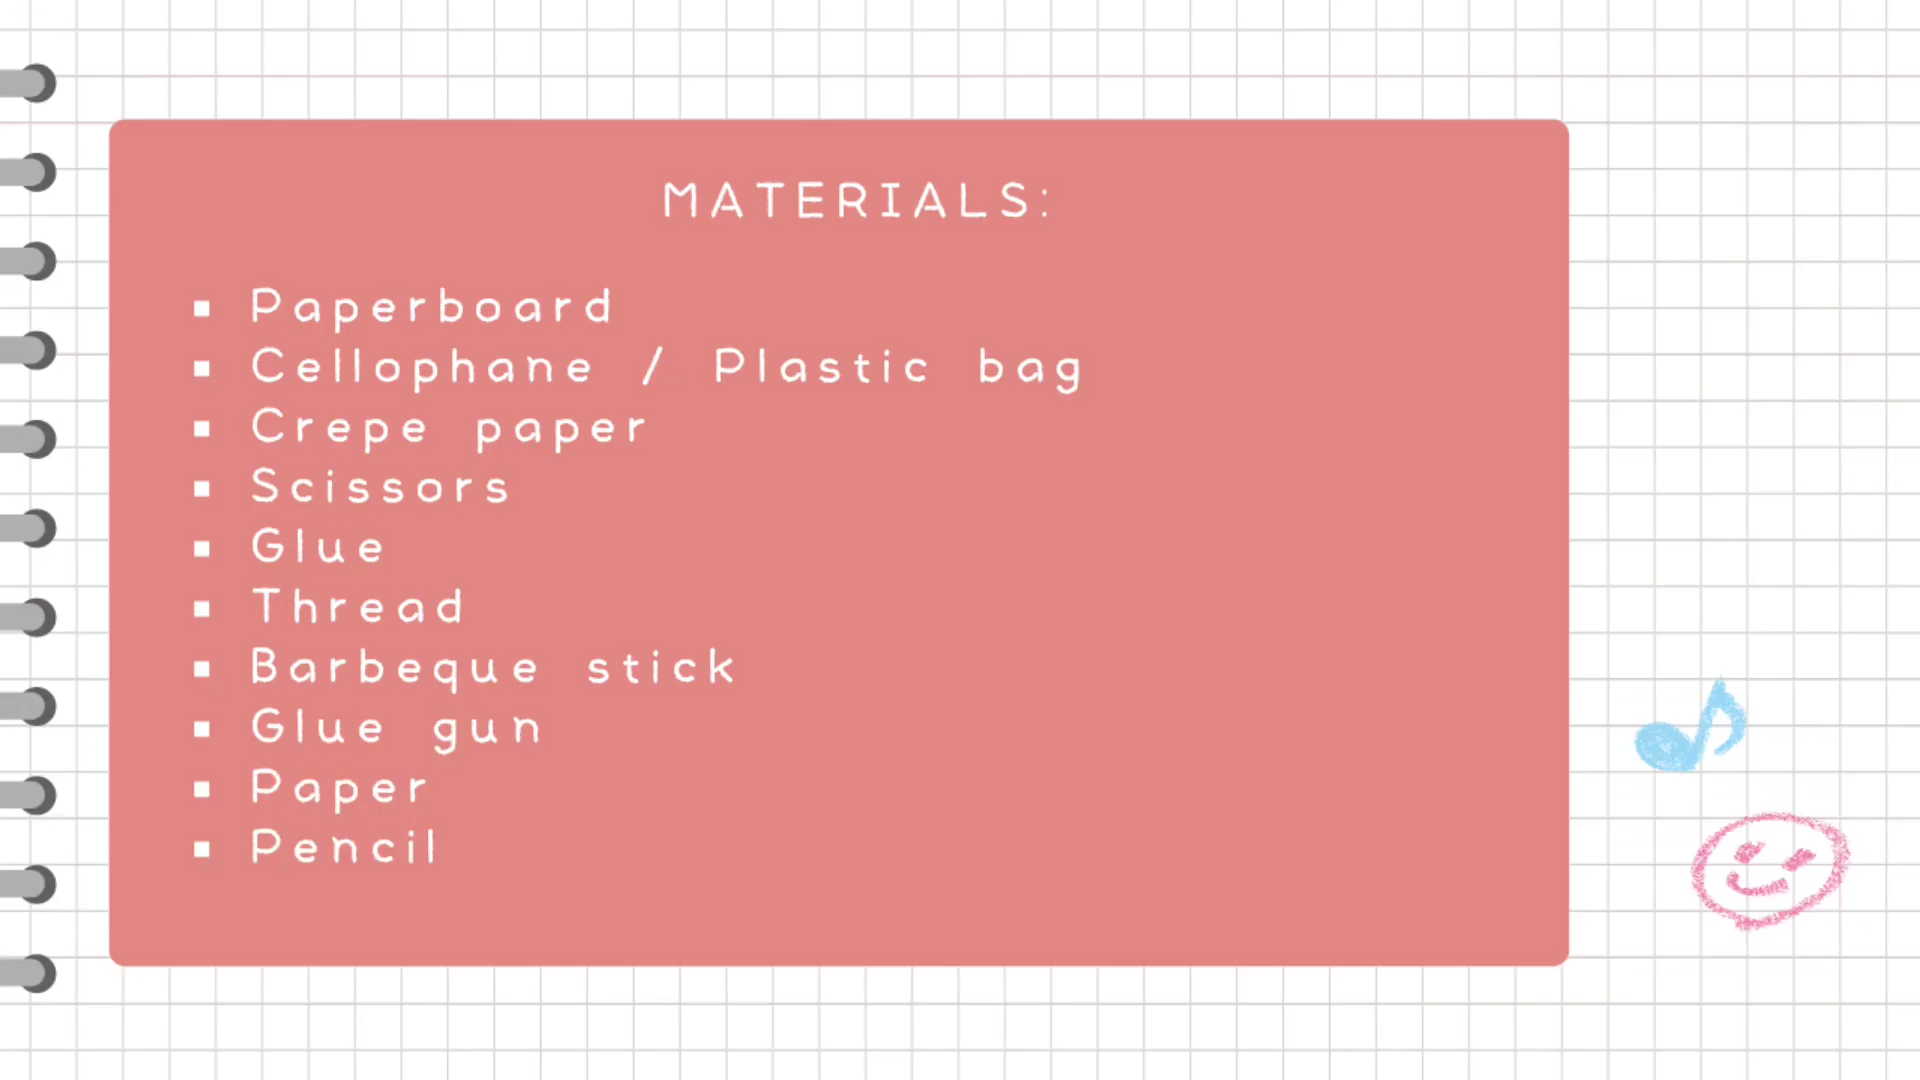 MATERIALS:
Paperboard
Cellophane / Plastic bag
Crepe paper
Scissors
Glue
Thread
Barbeque stick
Glue gun
Paper
Pencil